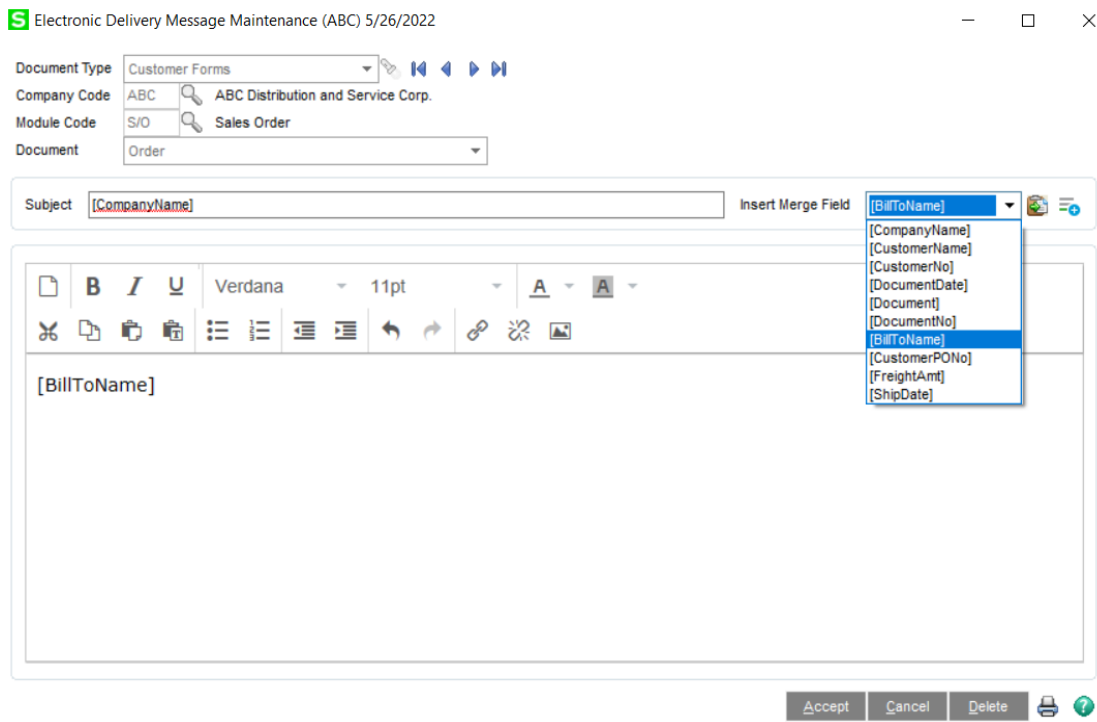 S Electronic Delivery Message Maintenance (ABC) 5/26/2022
Document Type Customer Forms
Company Code ABC ABC Distribution and Service Corp.
Module Code S/O Sales Order
Document Order
Subject [CompanyName] Insert Merge Field [BillToName]
[CompanyName]
[CustomerName]
[CustomerNo]
[DocumentDate]
[Document]
[DocumentNo]
[BillToName]
[CustomerPONo]
[FreightAmt]
[ShipDate]
B I U Verdana 11pt A A
[BillToName]
Accept Cancel Delete ?